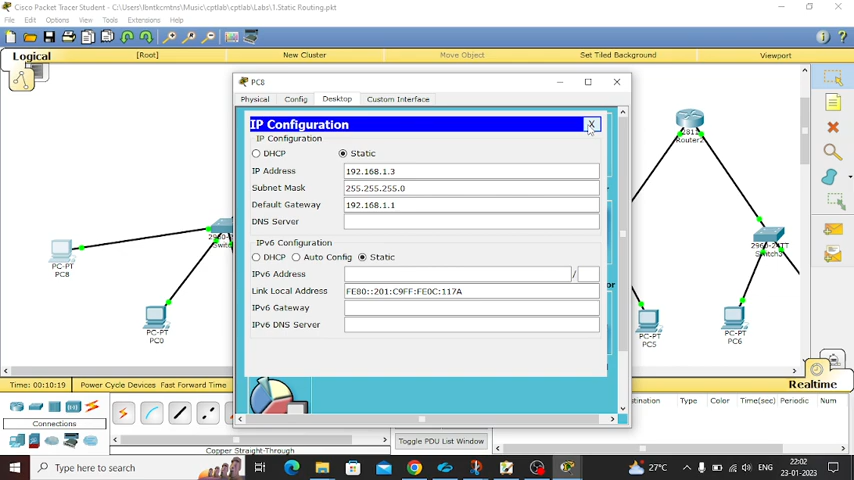 Cisco Packet Tracer Student - C:\Users\lbntkcmtns\Music\cptlab\Labs\1.Static Routing.pkt
File Edit Options View Tools Extensions Help
Logical [Root] New Cluster Move Object Set Tiled Background Viewport
PC8
Physical Config Desktop Custom Interface
IP Configuration X
IP Configuration
DHCP Static
IP Address 192.168.1.3
Subnet Mask 255.255.255.0
Default Gateway 192.168.1.1
DNS Server
IPv6 Configuration
DHCP Auto Config Static
IPv6 Address /
Link Local Address FE80::201:C9FF:FE0C:117A
IPv6 Gateway
IPv6 DNS Server
2811
Router2
2960-24TT
Switch3
PC-PT
PC8
PC-PT
PC0
PC-PT
PC5
PC-PT
PC6
Time: 00:10:19 Power Cycle Devices Fast Forward Time
Realtime
Connections
Copper Straight-Through
Toggle PDU List Window
Type Color Time(sec) Periodic Num
Type here to search
27°C ENG 22:02
23-01-2023